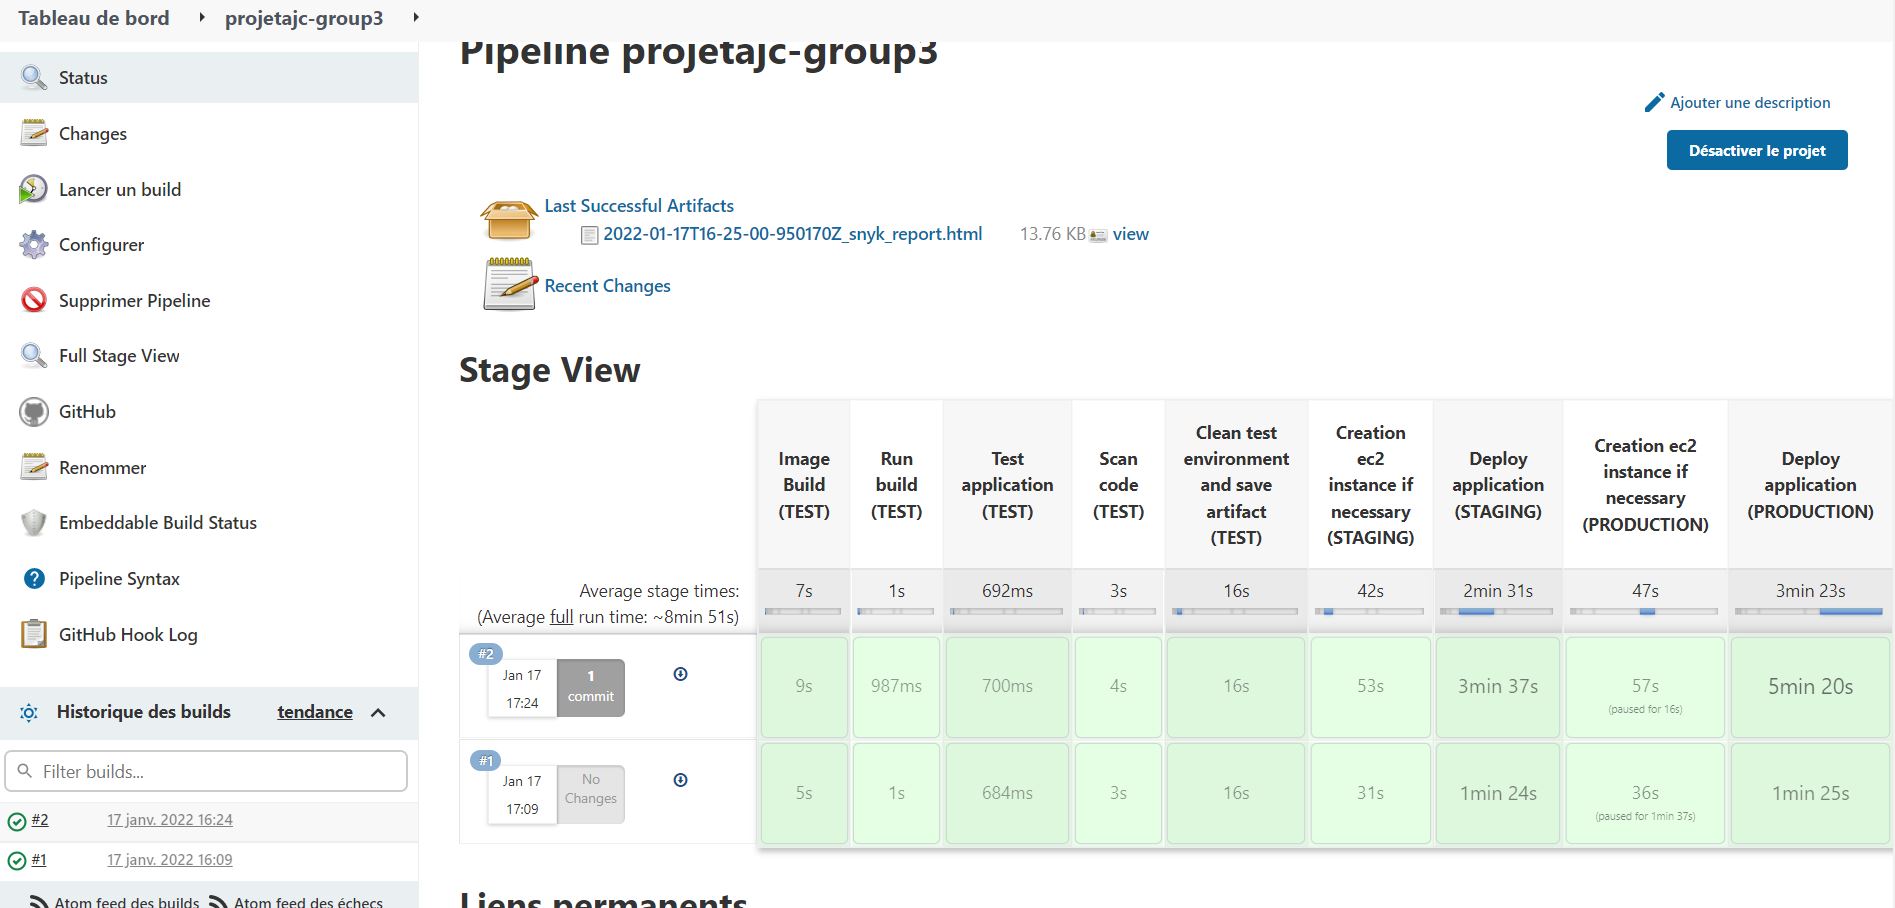 Tableau de bord
projetajc-group3
Status
Changes
Lancer un build
Configurer
Supprimer Pipeline
Full Stage View
GitHub
Renommer
Embeddable Build Status
Pipeline Syntax
GitHub Hook Log
Historique des builds
tendance
Filter builds...
#2
17 janv. 2022 16:24
#1
17 janv. 2022 16:09
Atom feed des builds
Atom feed des échecs
Pipeline projetajc-group3
Ajouter une description
Désactiver le projet
Last Successful Artifacts
2022-01-17T16-25-00-950170Z_snyk_report.html
13.76 KB
view
Recent Changes
Stage View
Image
Build
(TEST)
Run
build
(TEST)
Test
application
(TEST)
Scan
code
(TEST)
Clean test
environment
and save
artifact
(TEST)
Creation
ec2
instance if
necessary
(STAGING)
Deploy
application
(STAGING)
Creation ec2
instance if
necessary
(PRODUCTION)
Deploy
application
(PRODUCTION)
Average stage times:
(Average full run time: ~8min 51s)
7s
1s
692ms
3s
16s
42s
2min 31s
47s
3min 23s
#2
Jan 17
17:24
1
commit
9s
987ms
700ms
4s
16s
53s
3min 37s
57s
(paused for 16s)
5min 20s
#1
Jan 17
17:09
No
Changes
5s
1s
684ms
3s
16s
31s
1min 24s
36s
(paused for 1min 37s)
1min 25s
Liens permanents